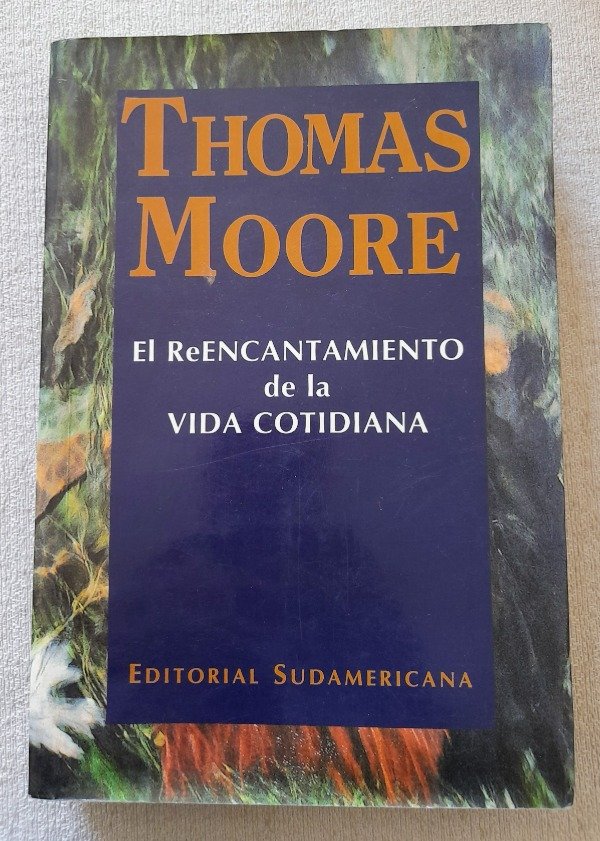 THOMAS
MOORE
El ReENCANTAMIENTO
de la
VIDA COTIDIANA
EDITORIAL SUDAMERICANA